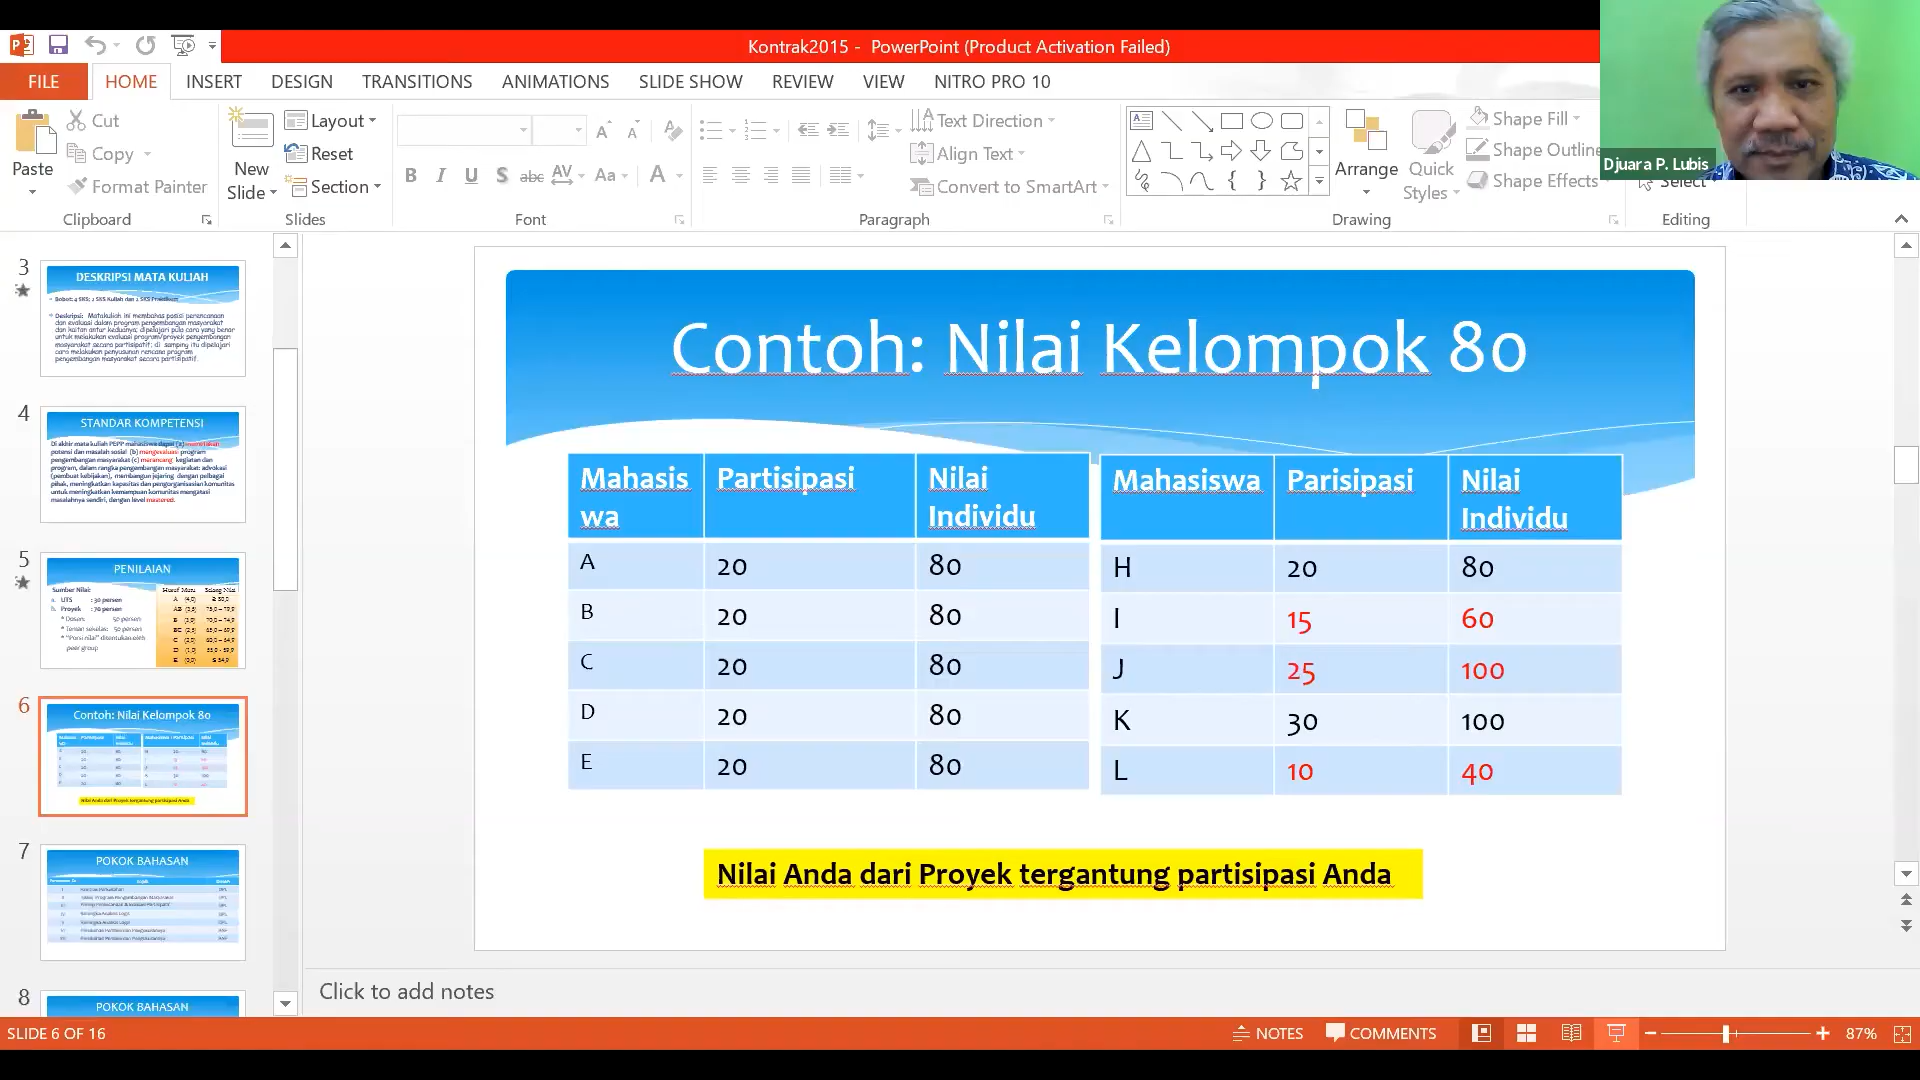 Kontrak2015 - PowerPoint (Product Activation Failed)
FILE HOME INSERT DESIGN TRANSITIONS ANIMATIONS SLIDE SHOW REVIEW VIEW NITRO PRO 10
Paste
Cut
Copy
Format Painter
Clipboard
New Slide
Layout
Reset
Section
Slides
Font
Text Direction
Align Text
Convert to SmartArt
Paragraph
Arrange
Quick Styles
Shape Fill
Shape Outline
Shape Effects
Drawing
Select
Editing
Djuara P. Lubis
3
DESKRIPSI MATA KULIAH
4
STANDAR KOMPETENSI
5
PENILAIAN
6
Contoh: Nilai Kelompok 80
7
POKOK BAHASAN
8
POKOK BAHASAN
Contoh: Nilai Kelompok 80
Mahasiswa Partisipasi Nilai Individu
A 20 80
B 20 80
C 20 80
D 20 80
E 20 80
Mahasiswa Parisipasi Nilai Individu
H 20 80
I 15 60
J 25 100
K 30 100
L 10 40
Nilai Anda dari Proyek tergantung partisipasi Anda
Click to add notes
SLIDE 6 OF 16
NOTES COMMENTS 87%